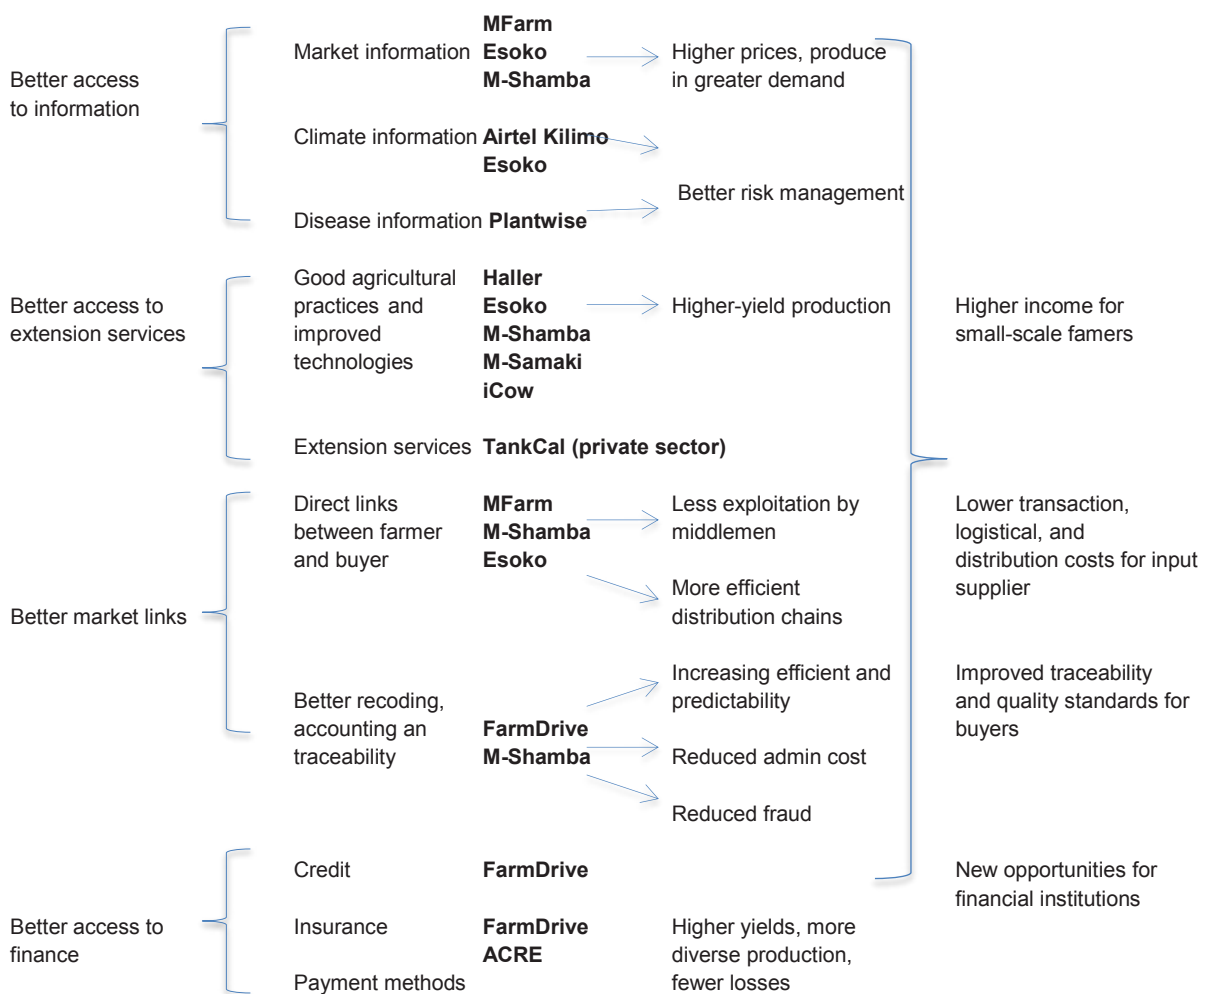 Better access
to information
Market information
MFarm
Esoko
M-Shamba
Higher prices, produce
in greater demand
Climate information
Airtel Kilimo
Esoko
Better risk management
Disease information
Plantwise
Better access to
extension services
Good agricultural
practices and
improved
technologies
Haller
Esoko
M-Shamba
M-Samaki
iCow
Higher-yield production
Extension services
TankCal (private sector)
Better market links
Direct links
between farmer
and buyer
MFarm
M-Shamba
Esoko
Less exploitation by
middlemen
More efficient
distribution chains
Better recoding,
accounting an
traceability
FarmDrive
M-Shamba
Increasing efficient and
predictability
Reduced admin cost
Reduced fraud
Better access to
finance
Credit
FarmDrive
Insurance
FarmDrive
ACRE
Payment methods
Higher yields, more
diverse production,
fewer losses
Higher income for
small-scale famers
Lower transaction,
logistical, and
distribution costs for input
supplier
Improved traceability
and quality standards for
buyers
New opportunities for
financial institutions